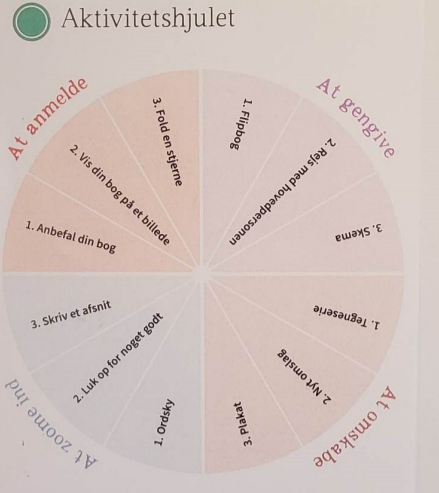 Aktivitetshjulet
At gengive
1. Flipbog
2. Rejs med hovedpersonen
3. Skema
At omskabe
1. Tegneserie
2. Nyt omslag
3. Plakat
At zoome ind
1. Ordsky
2. Luk op for noget godt
3. Skriv et afsnit
At anmelde
1. Anbefal din bog
2. Vis din bog på et billede
3. Fold en stjerne